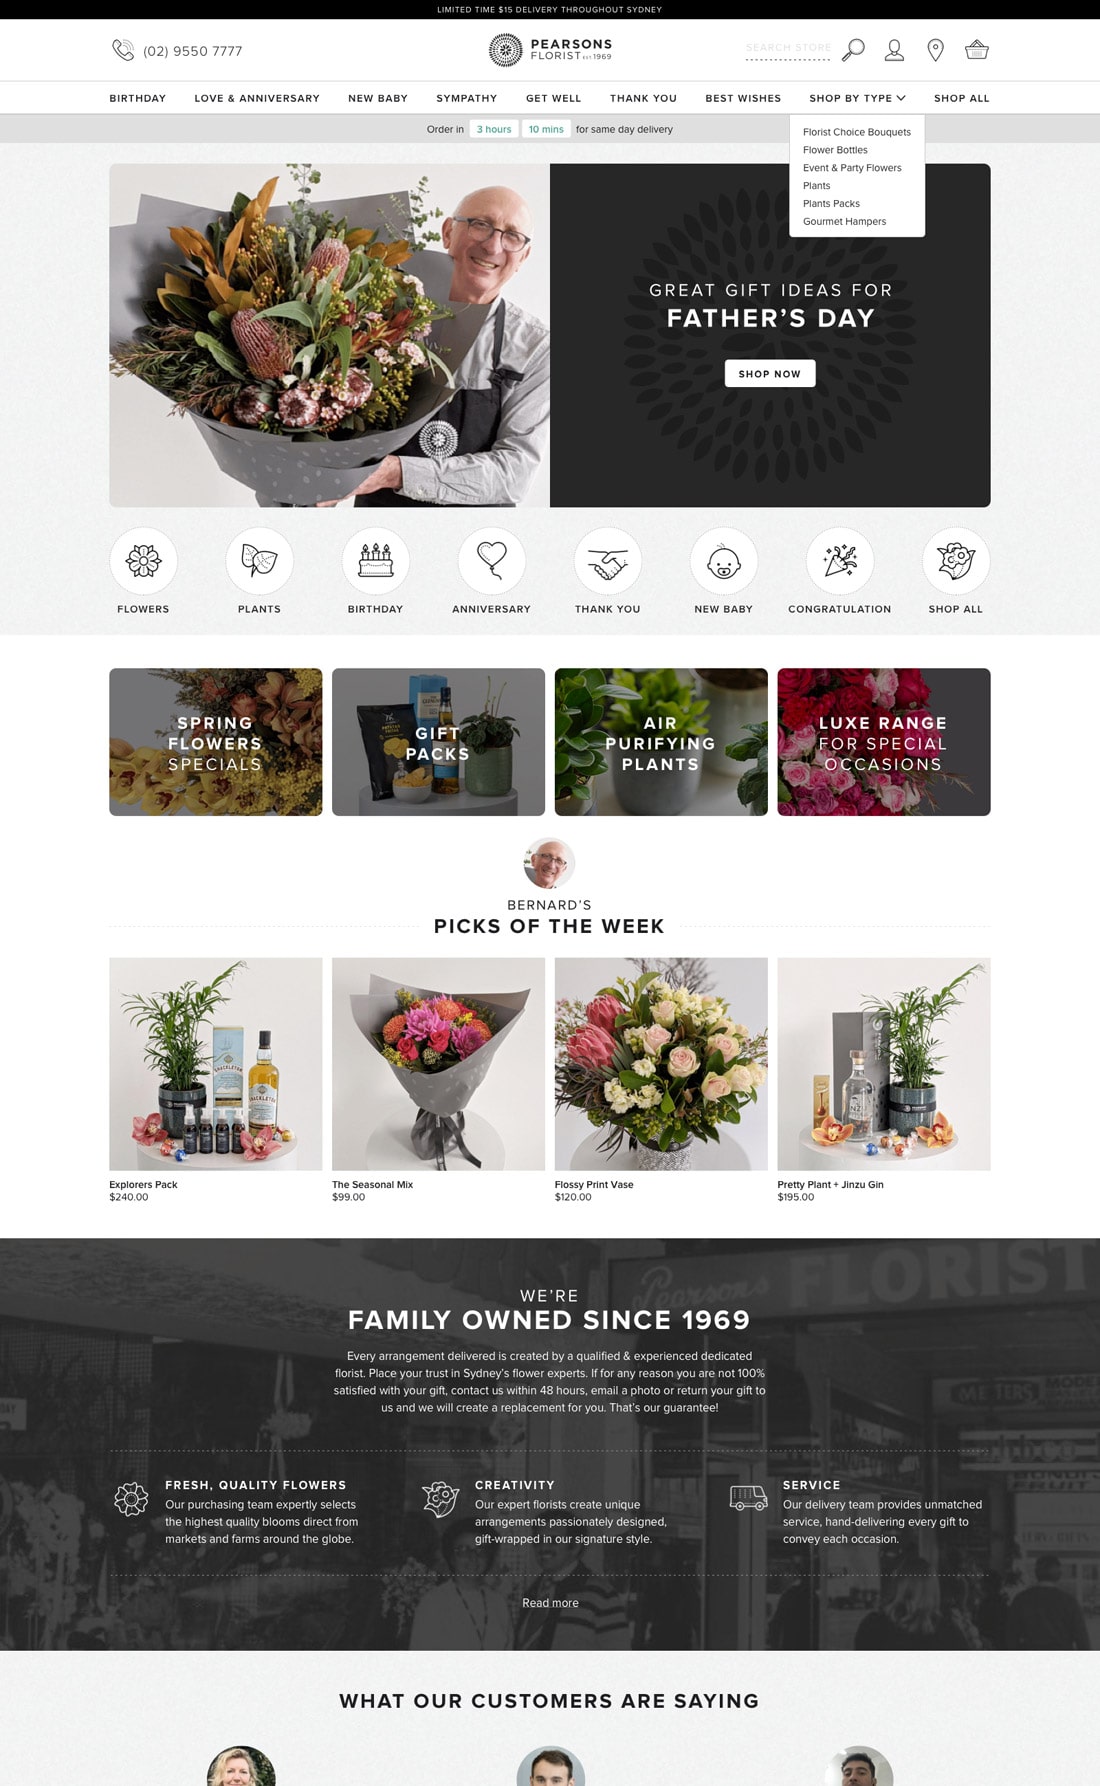 LIMITED TIME $15 DELIVERY THROUGHOUT SYDNEY
(02) 9550 7777
PEARSONS
FLORIST EST 1969
SEARCH STORE
BIRTHDAY LOVE & ANNIVERSARY NEW BABY SYMPATHY GET WELL THANK YOU BEST WISHES SHOP BY TYPE SHOP ALL
Order in 3 hours 10 mins for same day delivery
Florist Choice Bouquets
Flower Bottles
Event & Party Flowers
Plants
Plants Packs
Gourmet Hampers
GREAT GIFT IDEAS FOR
FATHER'S DAY
SHOP NOW
FLOWERS PLANTS BIRTHDAY ANNIVERSARY THANK YOU NEW BABY CONGRATULATION SHOP ALL
SPRING
FLOWERS
SPECIALS
GIFT
PACKS
AIR
PURIFYING
PLANTS
LUXE RANGE
FOR SPECIAL
OCCASIONS
BERNARD'S
PICKS OF THE WEEK
SHACKLETON
SHACKLETON
Explorers Pack
$240.00
The Seasonal Mix
$99.00
Flossy Print Vase
$120.00
Pretty Plant + Jinzu Gin
$195.00
Pearsons FLORIST
WE'RE
FAMILY OWNED SINCE 1969
Every arrangement delivered is created by a qualified & experienced dedicated
florist. Place your trust in Sydney's flower experts. If for any reason you are not 100%
satisfied with your gift, contact us within 48 hours, email a photo or return your gift to
us and we will create a replacement for you. That's our guarantee!
FRESH, QUALITY FLOWERS
Our purchasing team expertly selects
the highest quality blooms direct from
markets and farms around the globe.
CREATIVITY
Our expert florists create unique
arrangements passionately designed,
gift-wrapped in our signature style.
SERVICE
Our delivery team provides unmatched
service, hand-delivering every gift to
convey each occasion.
Read more
WHAT OUR CUSTOMERS ARE SAYING